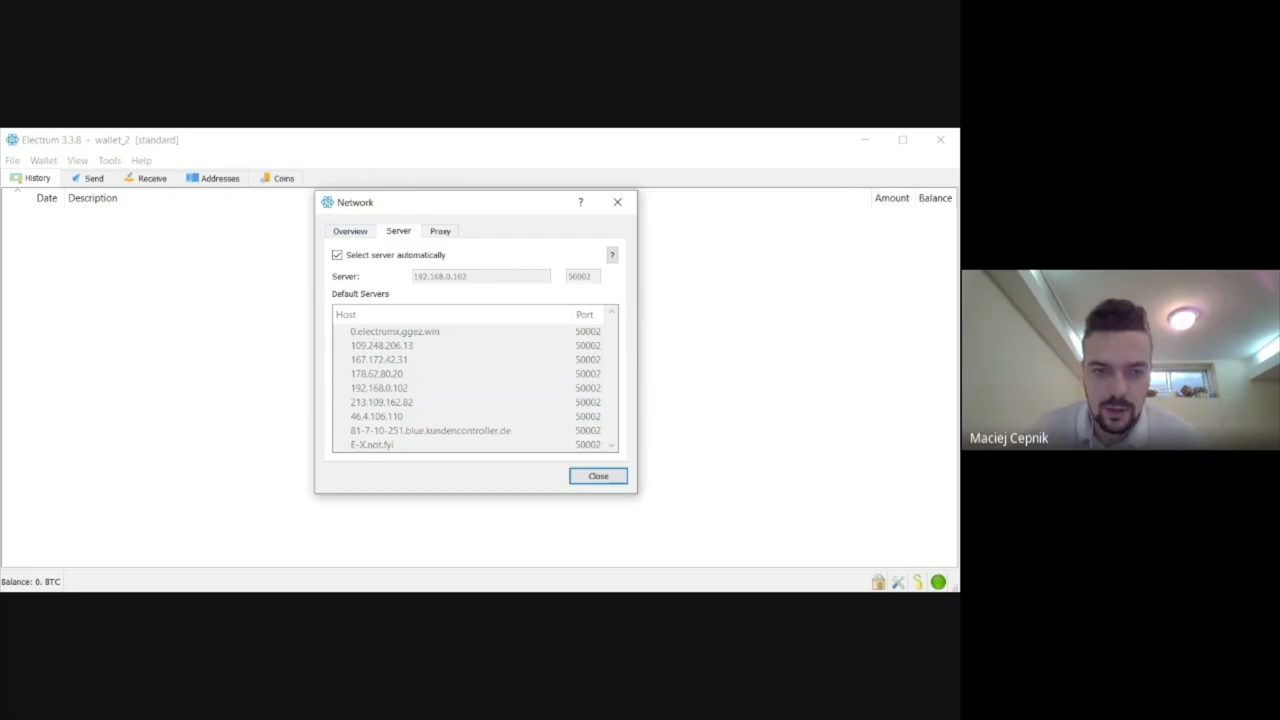 Electrum 3.3.8 - wallet_2 [standard]
File Wallet View Tools Help
History Send Receive Addresses Coins
Date Description Amount Balance
Network ?
Overview Server Proxy
Select server automatically ?
Server: 192.168.0.102 50002
Default Servers
Host Port
0.electrumx.ggez.win 50002
109.248.206.13 50002
167.172.42.31 50002
178.62.80.20 50002
192.168.0.102 50002
213.109.162.82 50002
46.4.106.110 50002
81-7-10-251.blue.kundencontroller.de 50002
E-X.not.fyi 50002
Close
Balance: 0. BTC
Maciej Cepnik